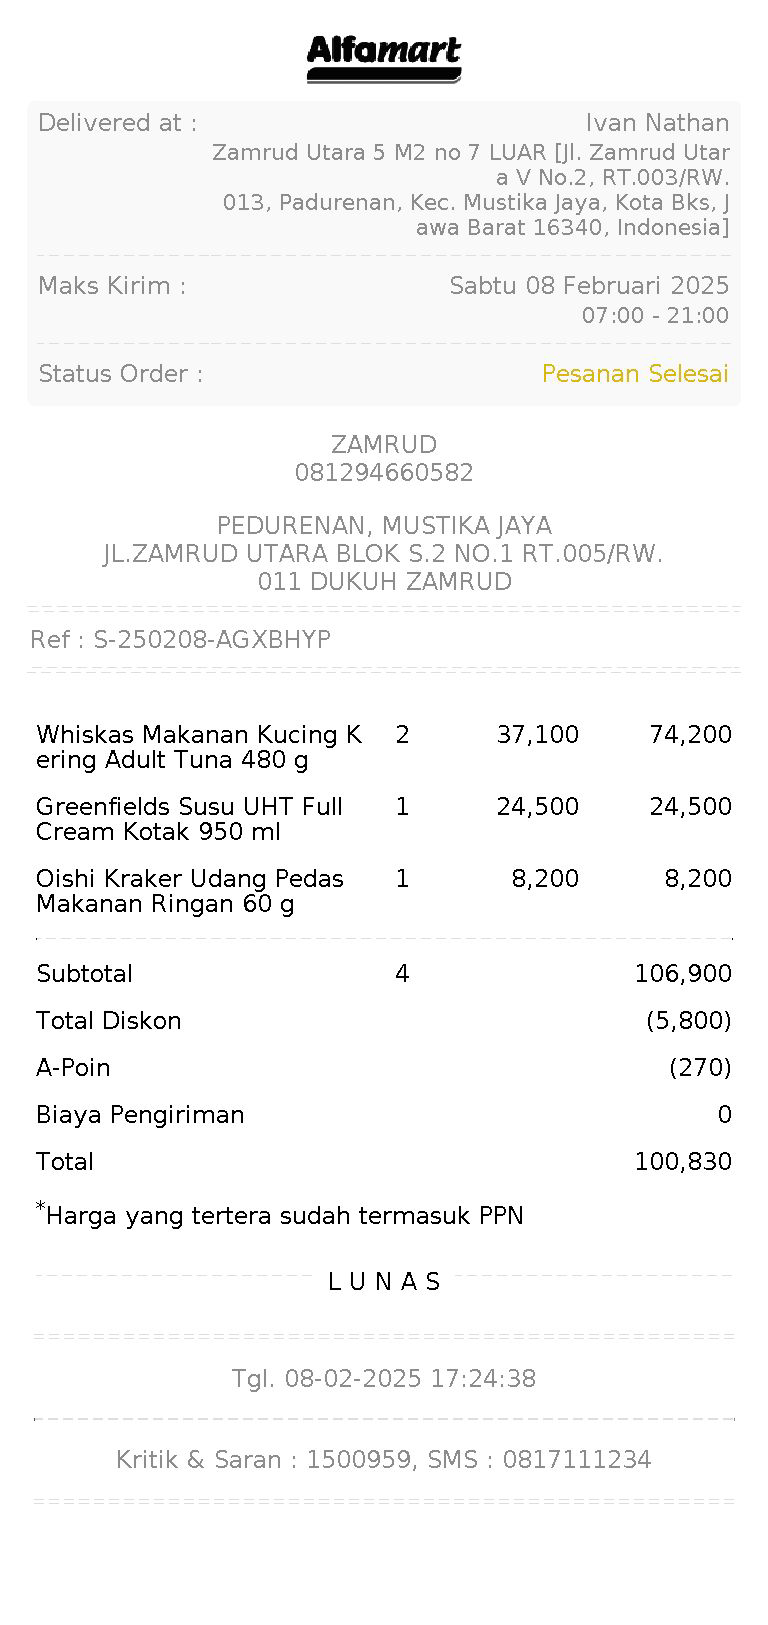 Alfamart
Delivered at : Ivan Nathan
Zamrud Utara 5 M2 no 7 LUAR [Jl. Zamrud Utar
a V No.2, RT.003/RW.
013, Padurenan, Kec. Mustika Jaya, Kota Bks, J
awa Barat 16340, Indonesia]
Maks Kirim : Sabtu 08 Februari 2025
07:00 - 21:00
Status Order : Pesanan Selesai
ZAMRUD
081294660582
PEDURENAN, MUSTIKA JAYA
JL.ZAMRUD UTARA BLOK S.2 NO.1 RT.005/RW.
011 DUKUH ZAMRUD
Ref : S-250208-AGXBHYP
Whiskas Makanan Kucing K 2 37,100 74,200
ering Adult Tuna 480 g
Greenfields Susu UHT Full 1 24,500 24,500
Cream Kotak 950 ml
Oishi Kraker Udang Pedas 1 8,200 8,200
Makanan Ringan 60 g
Subtotal 4 106,900
Total Diskon (5,800)
A-Poin (270)
Biaya Pengiriman 0
Total 100,830
*Harga yang tertera sudah termasuk PPN
L U N A S
Tgl. 08-02-2025 17:24:38
Kritik & Saran : 1500959, SMS : 0817111234